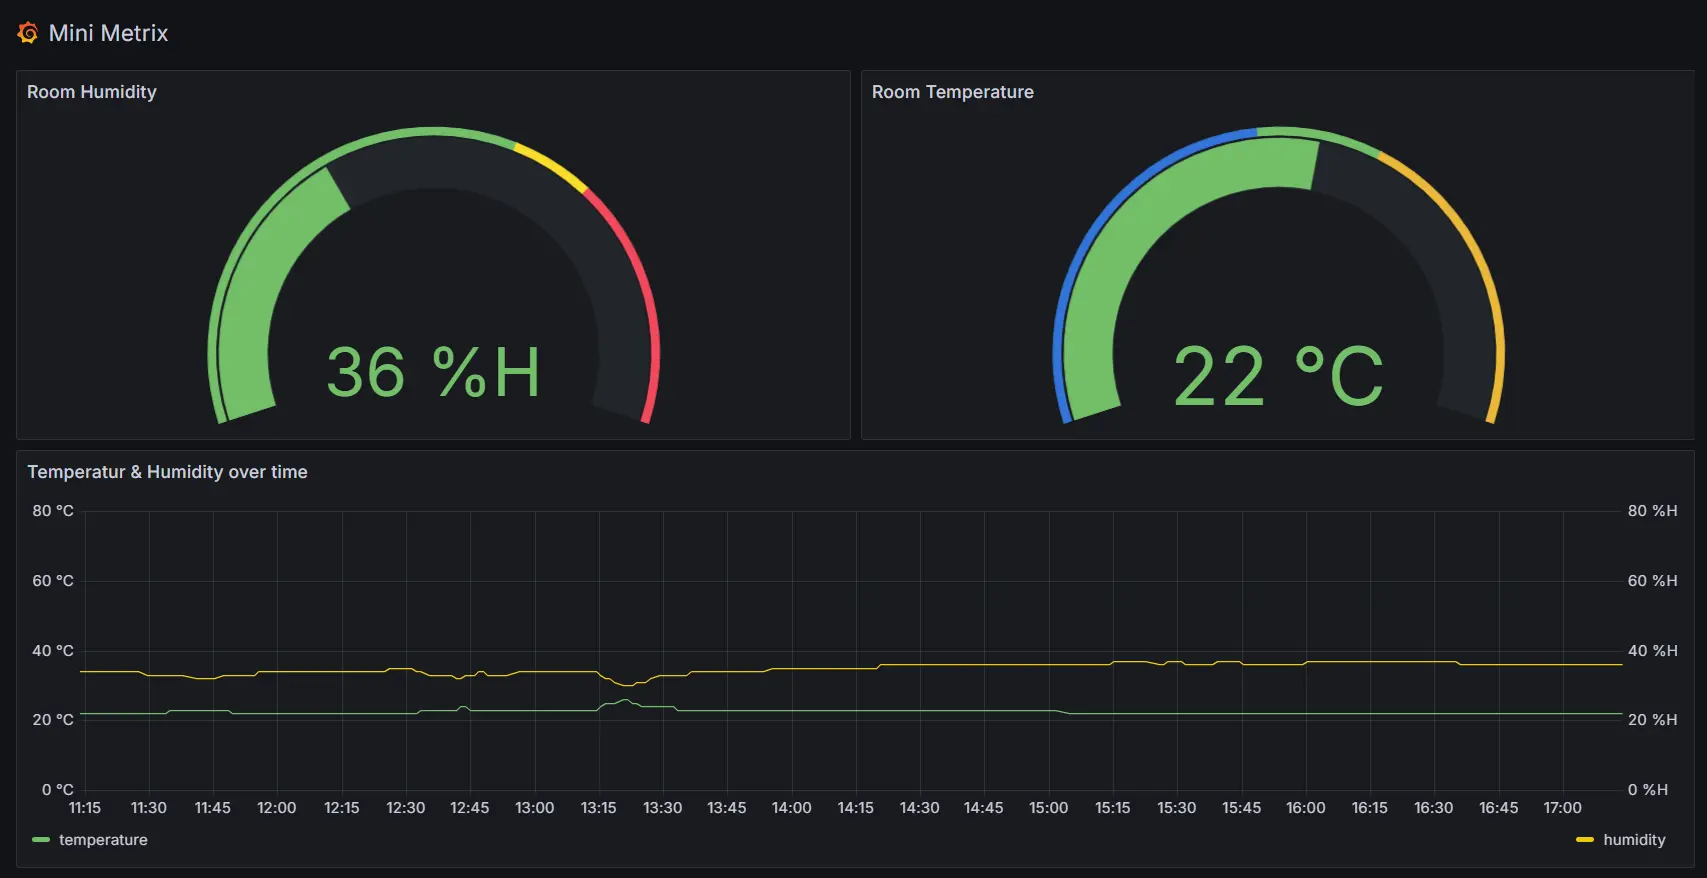 Mini Metrix
Room Humidity
36 %H
Room Temperature
22 °C
Temperatur & Humidity over time
80 °C
60 °C
40 °C
20 °C
0 °C
80 %H
60 %H
40 %H
20 %H
0 %H
11:15 11:30 11:45 12:00 12:15 12:30 12:45 13:00 13:15 13:30 13:45 14:00 14:15 14:30 14:45 15:00 15:15 15:30 15:45 16:00 16:15 16:30 16:45 17:00
temperature
humidity